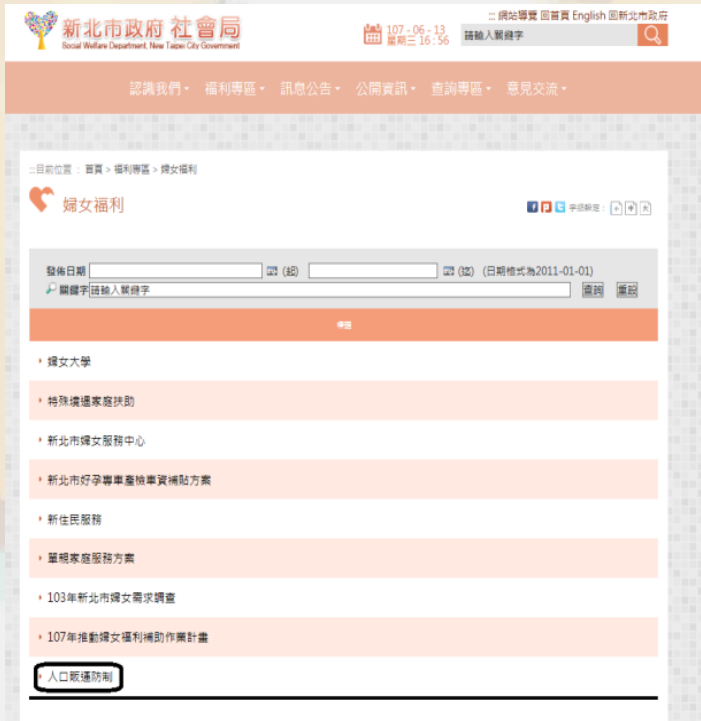 新北市政府 社會局
Social Welfare Department, New Taipei City Government
107 - 06 - 13
星期三 16 : 56
::: 網站導覽 回首頁 English 回新北市政府
請輸入關鍵字
認識我們 福利專區 訊息公告 公開資訊 查詢專區 意見交流
:::目前位置 : 首頁 > 福利專區 > 婦女福利
婦女福利
字級設定 :
發佈日期 (起) (迄) (日期格式為2011-01-01)
關鍵字 請輸入關鍵字 查詢 重設
標題
婦女大學
特殊境遇家庭扶助
新北市婦女服務中心
新北市好孕專車產檢車資補貼方案
新住民服務
單親家庭服務方案
103年新北市婦女需求調查
107年推動婦女福利補助作業計畫
人口販運防制